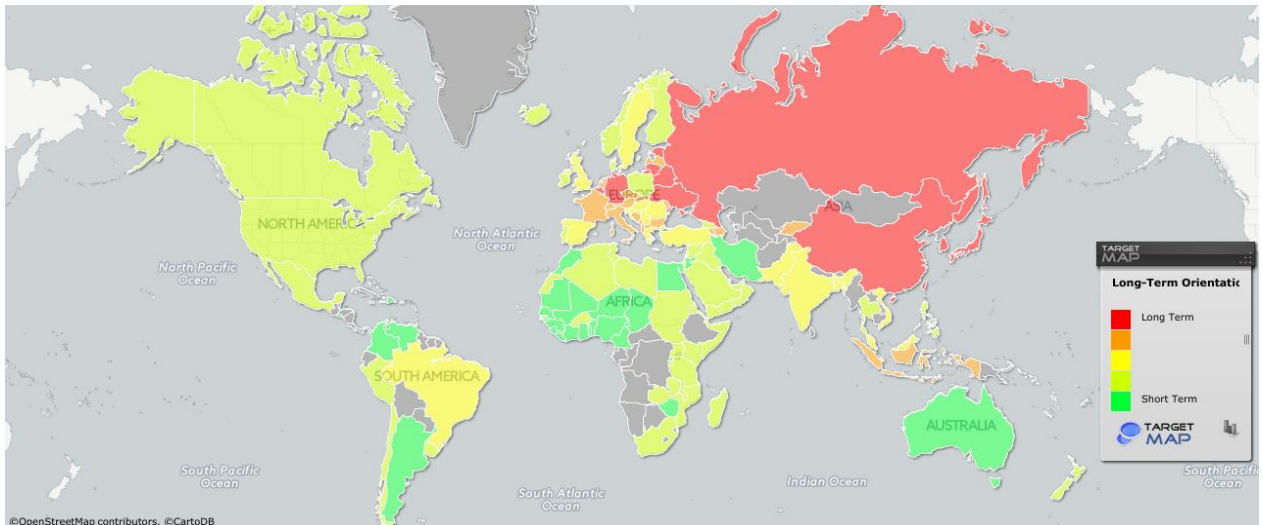 NORTH AMERIC
North Atlantic
Ocean
North Pacific
Ocean
EUROPE
ASIA
AFRICA
SOUTH AMERICA
AUSTRALIA
South Pacific
Ocean
South Atlantic
Ocean
Indian Ocean
South Pacific
Ocean
TARGET
MAP
Long-Term Orientatic
Long Term
Short Term
TARGET
MAP
©OpenStreetMap contributors, ©CartoDB